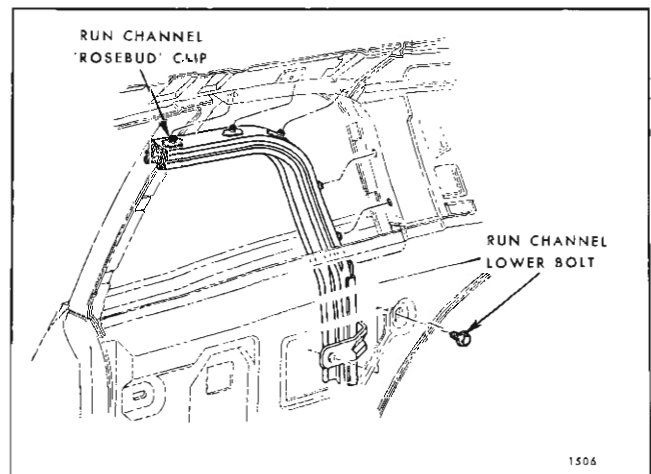 RUN CHANNEL
'ROSEBUD' CLIP
RUN CHANNEL
LOWER BOLT
1506